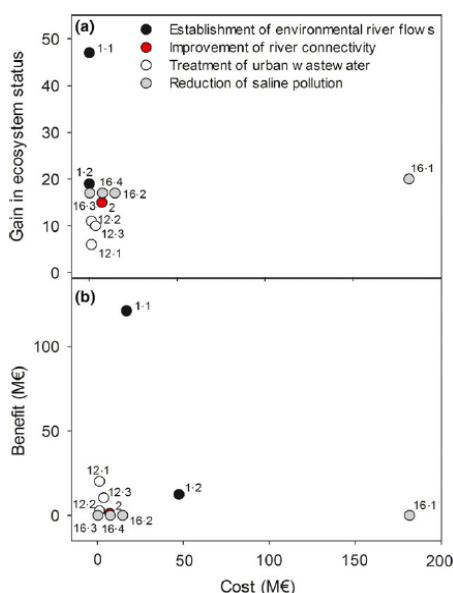 (a)
Establishment of environmental river flows
Improvement of river connectivity
Treatment of urban wastewater
Reduction of saline pollution
50
40
30
20
10
0
Gain in ecosystem status
1·1
1·2
16·4
16·2
16·3
2
12·2
12·3
12·1
16·1
(b)
100
50
0
Benefit (M€)
1·1
12·1
12·3
1·2
12·2
2
16·3
16·4
16·2
16·1
0 50 100 150 200
Cost (M€)